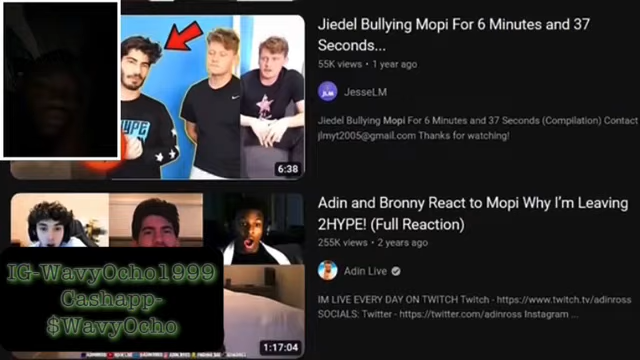 Jiedel Bullying Mopi For 6 Minutes and 37
Seconds...
55K views • 1 year ago
JLM
JesseLM
Jiedel Bullying Mopi For 6 Minutes and 37 Seconds (Compilation) Contact
jlmyt2005@gmail.com Thanks for watching!
6:38
Adin and Bronny React to Mopi Why I'm Leaving
2HYPE! (Full Reaction)
255K views • 2 years ago
Adin Live
IM LIVE EVERY DAY ON TWITCH Twitch - https://www.twitch.tv/adinross
SOCIALS: Twitter - https://twitter.com/adinross Instagram ...
1:17:04
IG-WavyOcho1999
Cashapp-
$WavyOcho